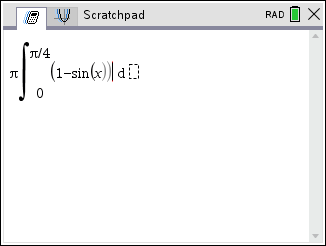 Scratchpad RAD
π∫₀^π/4 (1−sin(x)) d